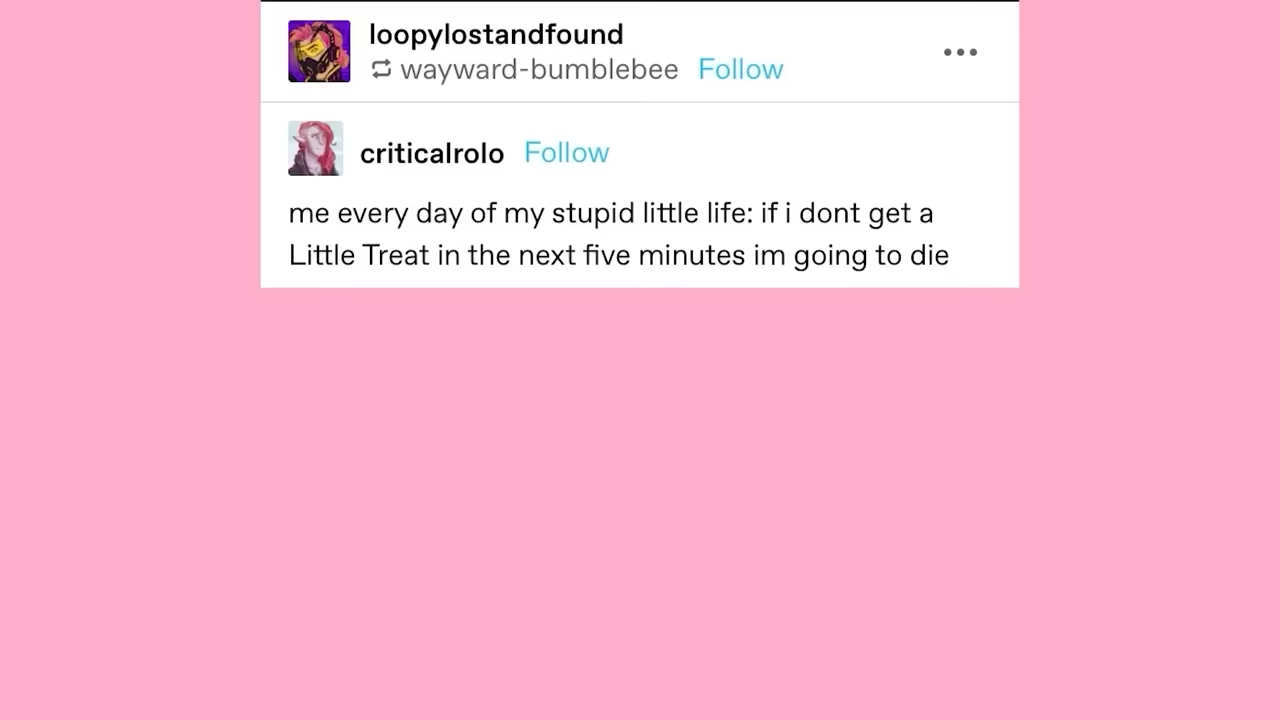 loopylostandfound
wayward-bumblebee Follow
criticalrolo Follow
me every day of my stupid little life: if i dont get a
Little Treat in the next five minutes im going to die